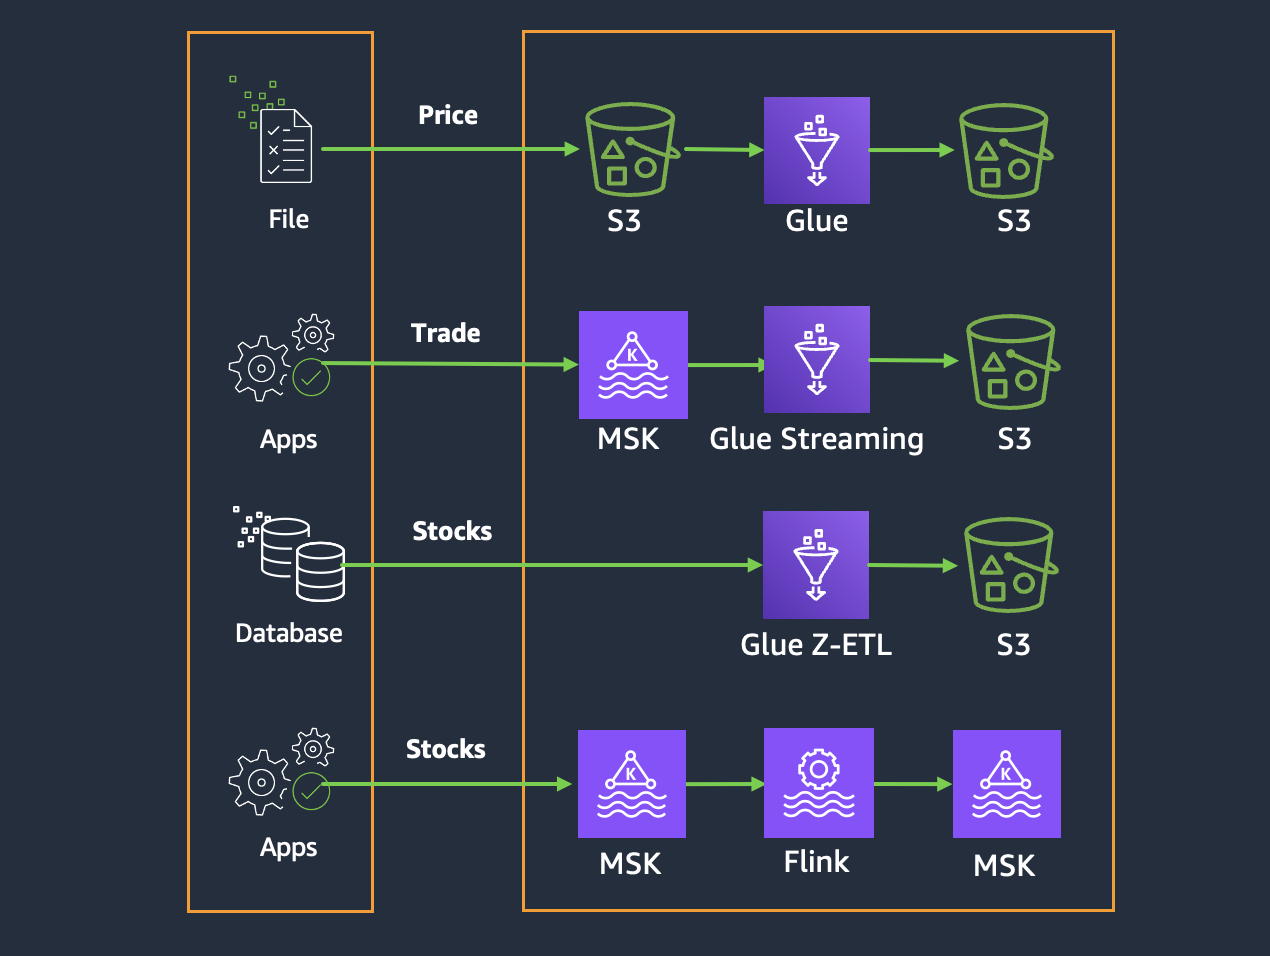 Price
File
S3
Glue
S3
Trade
K
Apps
MSK
Glue Streaming
S3
Stocks
Database
Glue Z-ETL
S3
Stocks
K
K
Apps
MSK
Flink
MSK